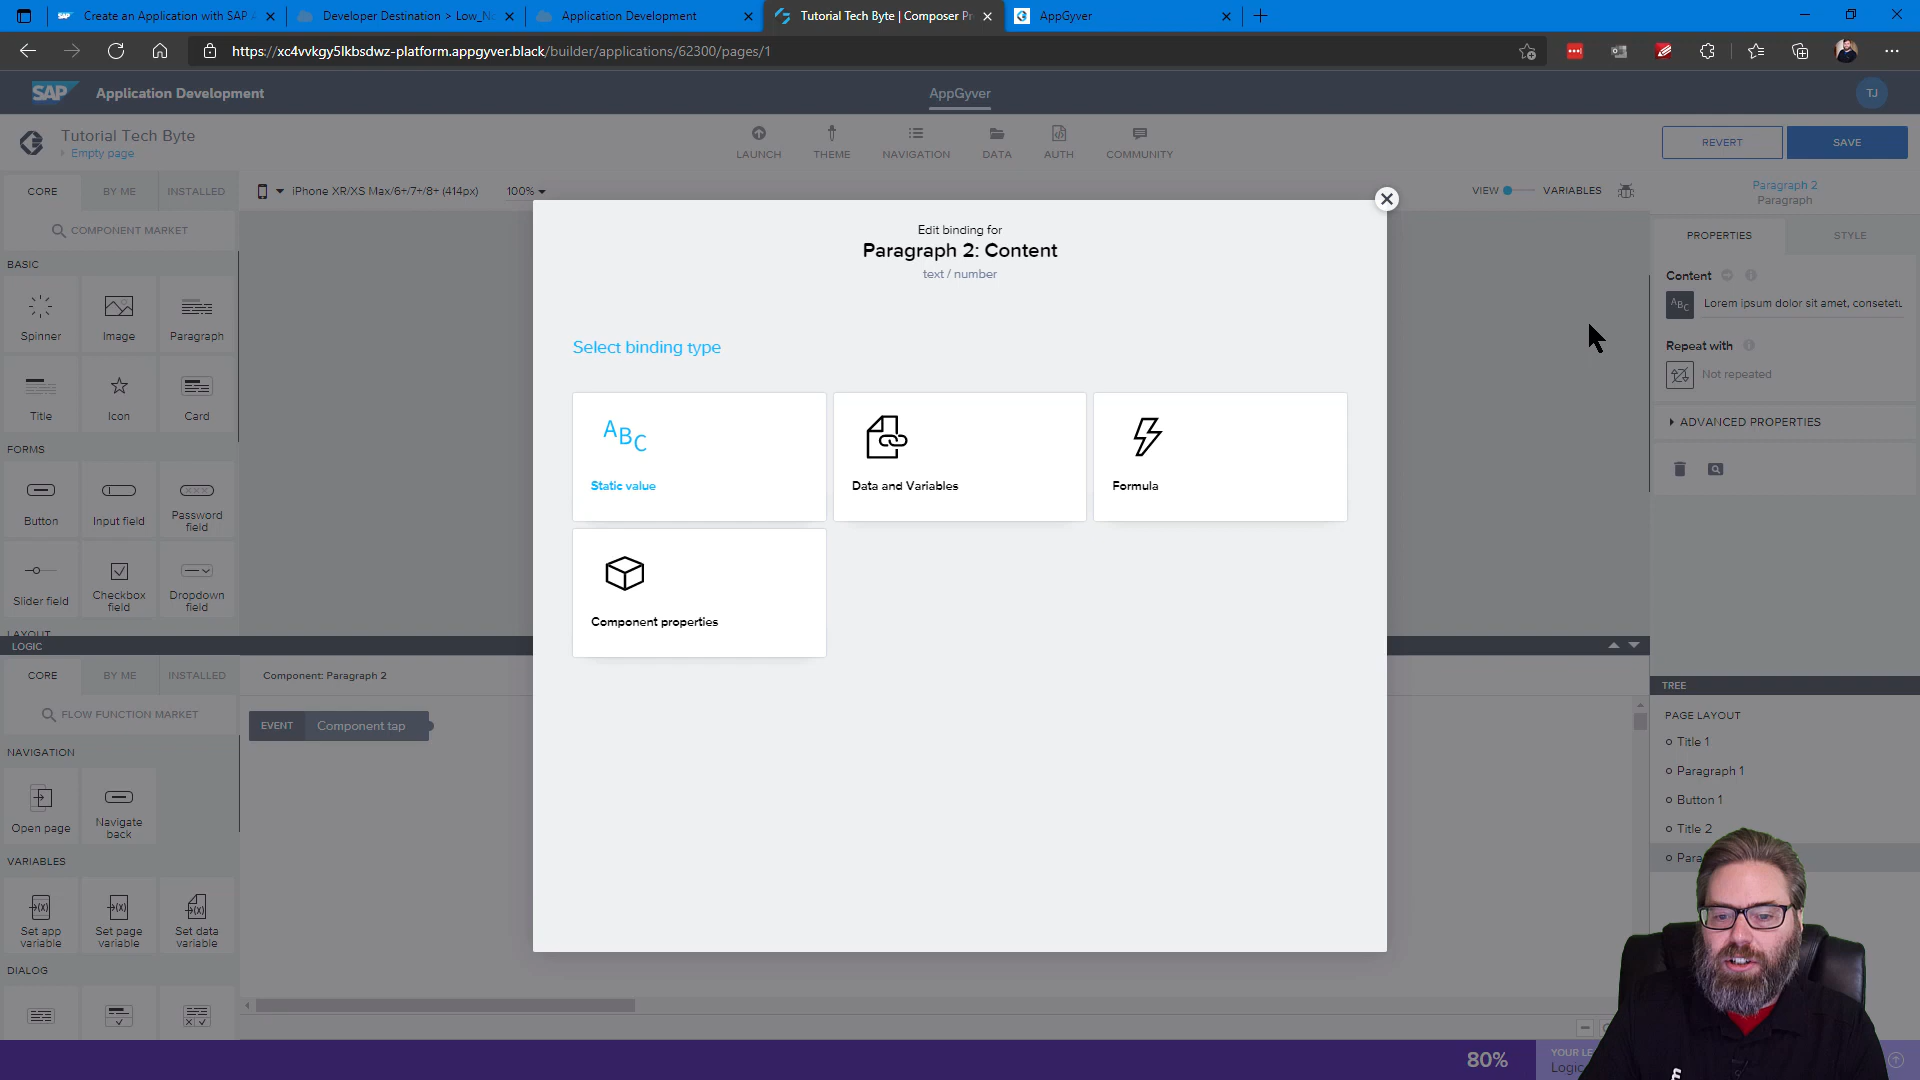 Create an Application with SAP
Developer Destination > Low_N
Application Development
Tutorial Tech Byte | Composer Pr
AppGyver
https://xc4vvkgy5lkbsdwz-platform.appgyver.black/builder/applications/62300/pages/1
SAP
Application Development
AppGyver
TJ
Tutorial Tech Byte
Empty page
LAUNCH
THEME
NAVIGATION
DATA
AUTH
COMMUNITY
REVERT
SAVE
CORE
BY ME
INSTALLED
iPhone XR/XS Max/6+/7+/8+ (414px)
100%
VIEW
VARIABLES
Paragraph 2
Paragraph
COMPONENT MARKET
PROPERTIES
STYLE
Edit binding for
Paragraph 2: Content
text / number
BASIC
Spinner
Image
Paragraph
Content
ABC
Lorem ipsum dolor sit amet, consetetu
Repeat with
Not repeated
Select binding type
Title
Icon
Card
ADVANCED PROPERTIES
ABC
Static value
Data and Variables
Formula
Component properties
FORMS
Button
Input field
Password
field
Slider field
Checkbox
field
Dropdown
field
LAYOUT
LOGIC
CORE
BY ME
INSTALLED
Component: Paragraph 2
FLOW FUNCTION MARKET
EVENT
Component tap
NAVIGATION
Open page
Navigate
back
VARIABLES
Set app
variable
Set page
variable
Set data
variable
DIALOG
TREE
PAGE LAYOUT
Title 1
Paragraph 1
Button 1
Title 2
80%